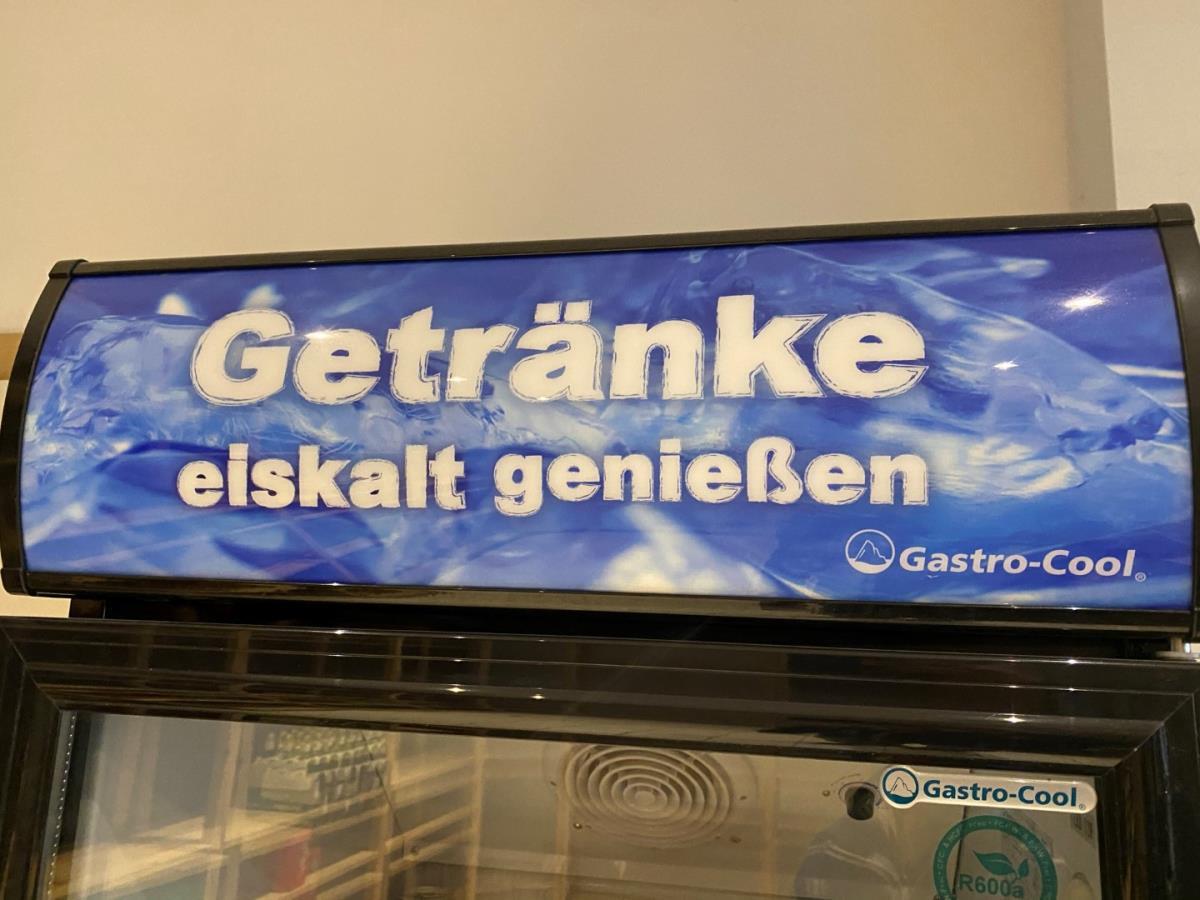 Getränke
eiskalt genießen
Gastro-Cool®
Gastro-Cool®
R600a